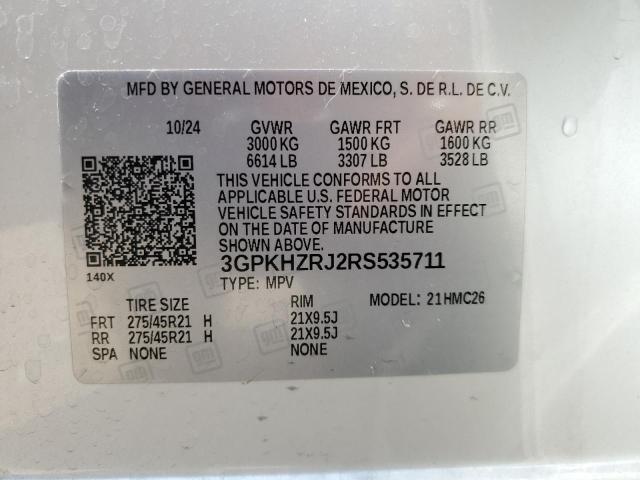 MFD BY GENERAL MOTORS DE MEXICO, S. DE R.L. DE C.V.
10/24 GVWR GAWR FRT GAWR RR
3000 KG 1500 KG 1600 KG
6614 LB 3307 LB 3528 LB
THIS VEHICLE CONFORMS TO ALL
APPLICABLE U.S. FEDERAL MOTOR
VEHICLE SAFETY STANDARDS IN EFFECT
ON THE DATE OF MANUFACTURE
SHOWN ABOVE.
3GPKHZRJ2RS535711
140X
TYPE: MPV
TIRE SIZE RIM MODEL: 21HMC26
FRT 275/45R21 H 21X9.5J
RR 275/45R21 H 21X9.5J
SPA NONE NONE